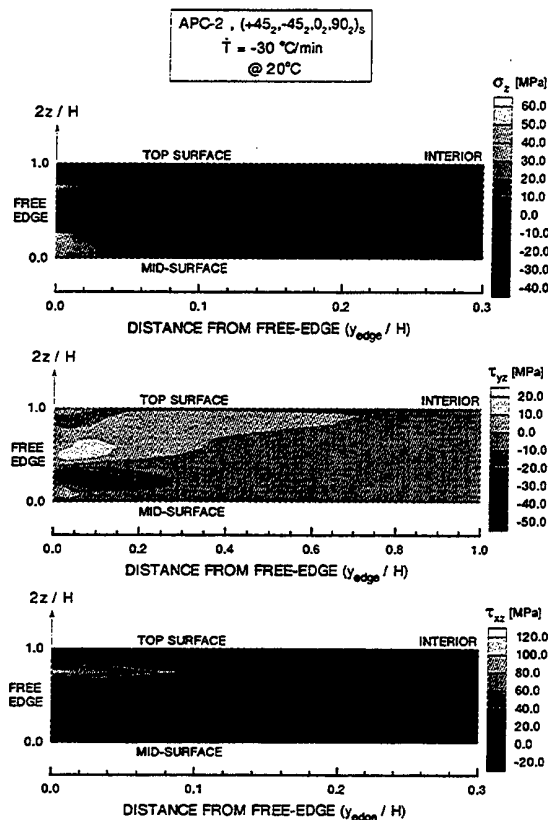 APC-2 , (+45₂,-45₂,0₂,90₂)ₛ
Ṫ = -30 °C/min
@ 20°C
σz [MPa]
2z / H
60.0
50.0
40.0
30.0
20.0
10.0
0.0
-10.0
-20.0
-30.0
-40.0
1.0
TOP SURFACE
INTERIOR
FREE
EDGE
0.0
MID-SURFACE
0.0
0.1
0.2
0.3
DISTANCE FROM FREE-EDGE (yedge / H)
2z / H
τyz [MPa]
20.0
10.0
0.0
-10.0
-20.0
-30.0
-40.0
-50.0
1.0
TOP SURFACE
INTERIOR
FREE
EDGE
0.0
MID-SURFACE
0.0
0.2
0.4
0.6
0.8
1.0
DISTANCE FROM FREE-EDGE (yedge / H)
2z / H
τxz [MPa]
120.0
100.0
80.0
60.0
40.0
20.0
-0.0
-20.0
1.0
TOP SURFACE
INTERIOR
FREE
EDGE
0.0
MID-SURFACE
0.0
0.1
0.2
0.3
DISTANCE FROM FREE-EDGE (yedge / H)